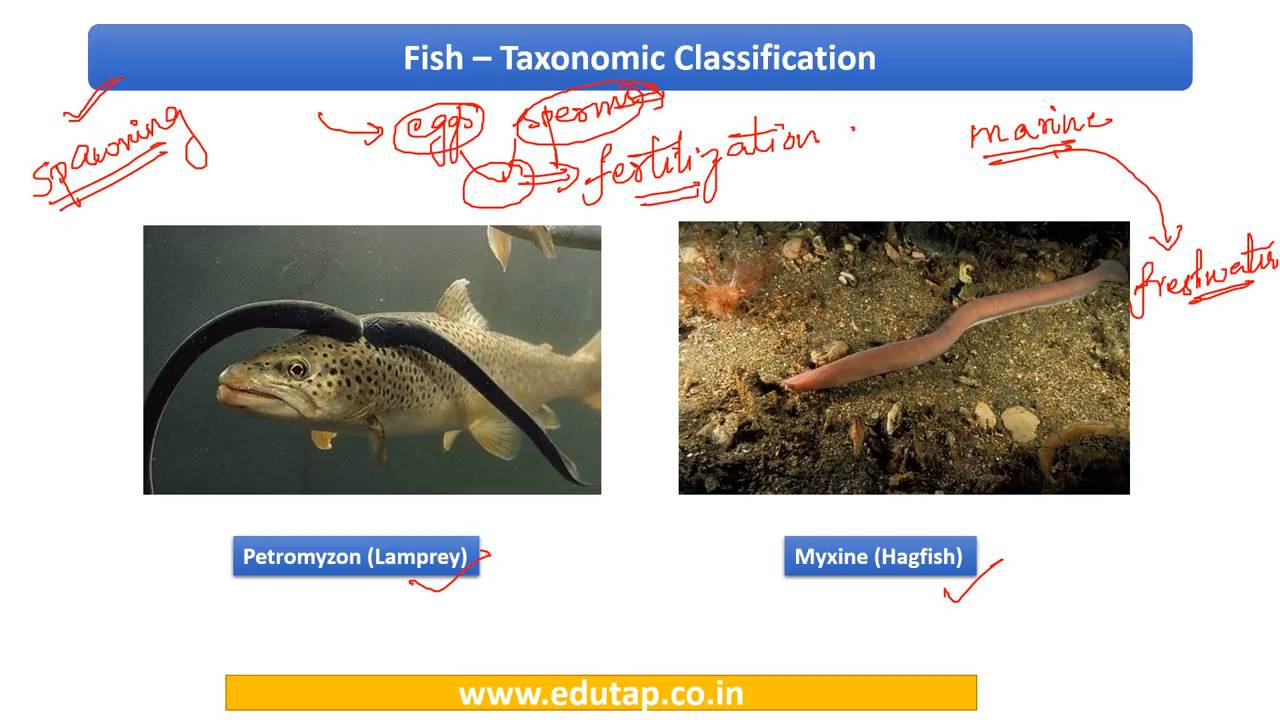 Fish – Taxonomic Classification
spawning
eggs sperms
fertilization
marine
freshwater
Petromyzon (Lamprey)
Myxine (Hagfish)
www.edutap.co.in